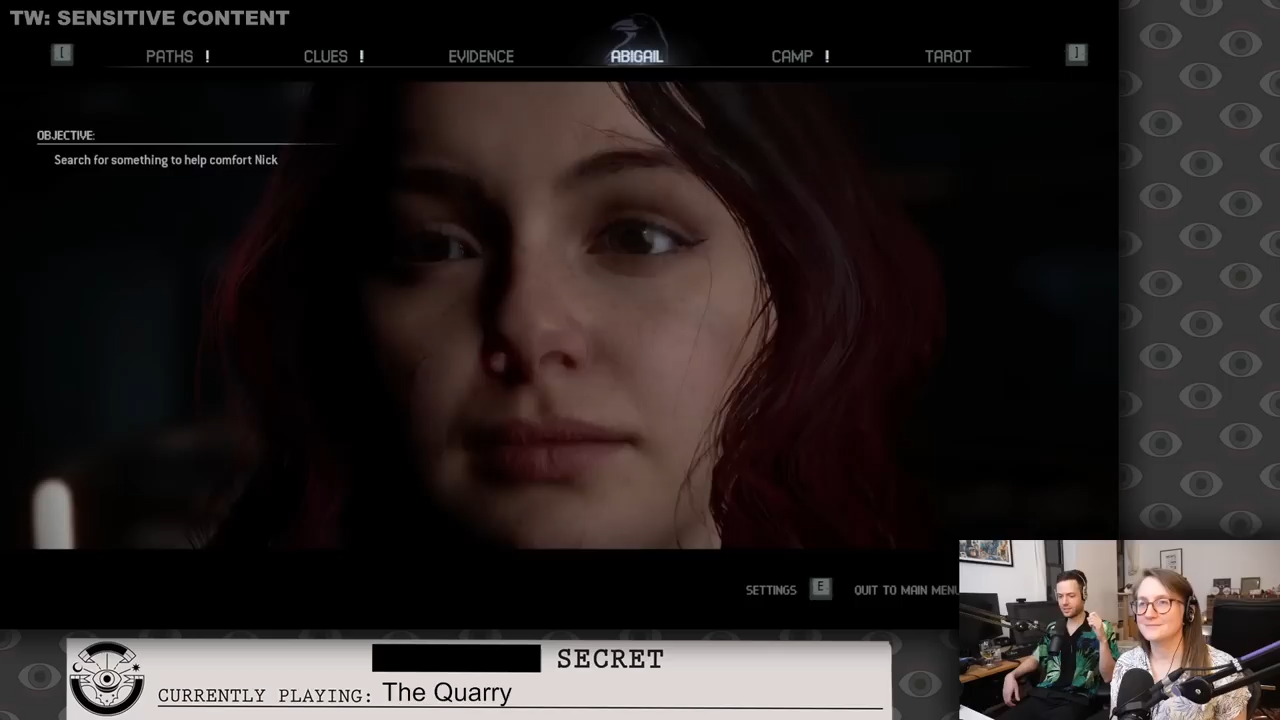 TW: SENSITIVE CONTENT
[ PATHS ! CLUES ! EVIDENCE ABIGAIL CAMP ! TAROT ]
OBJECTIVE:
Search for something to help comfort Nick
SETTINGS E QUIT TO MAIN MENU
SECRET
CURRENTLY PLAYING: The Quarry